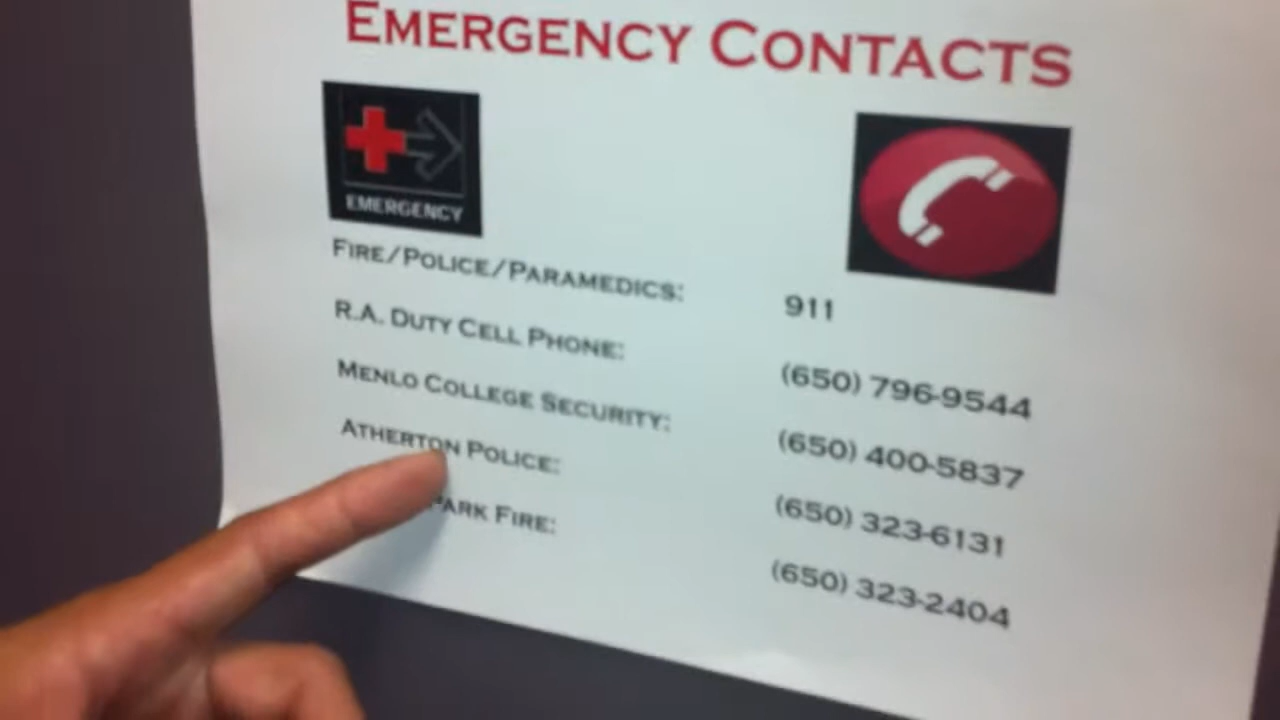 EMERGENCY CONTACTS
EMERGENCY
FIRE/POLICE/PARAMEDICS: 911
R.A. DUTY CELL PHONE: (650) 796-9544
MENLO COLLEGE SECURITY: (650) 400-5837
ATHERTON POLICE: (650) 323-6131
PARK FIRE: (650) 323-2404